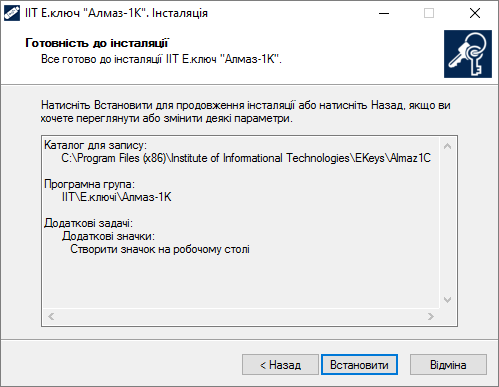 IIT Е.ключ "Алмаз-1К". Інсталяція
Готовність до інсталяції
Все готово до інсталяції IIT Е.ключ "Алмаз-1К".
Натисніть Встановити для продовження інсталяції або натисніть Назад, якщо ви
хочете переглянути або змінити деякі параметри.
Каталог для запису:
C:\Program Files (x86)\Institute of Informational Technologies\EKeys\Almaz1C
Програмна група:
IIT\Е.ключі\Алмаз-1К
Додаткові задачі:
Додаткові значки:
Створити значок на робочому столі
< Назад
Встановити
Відміна